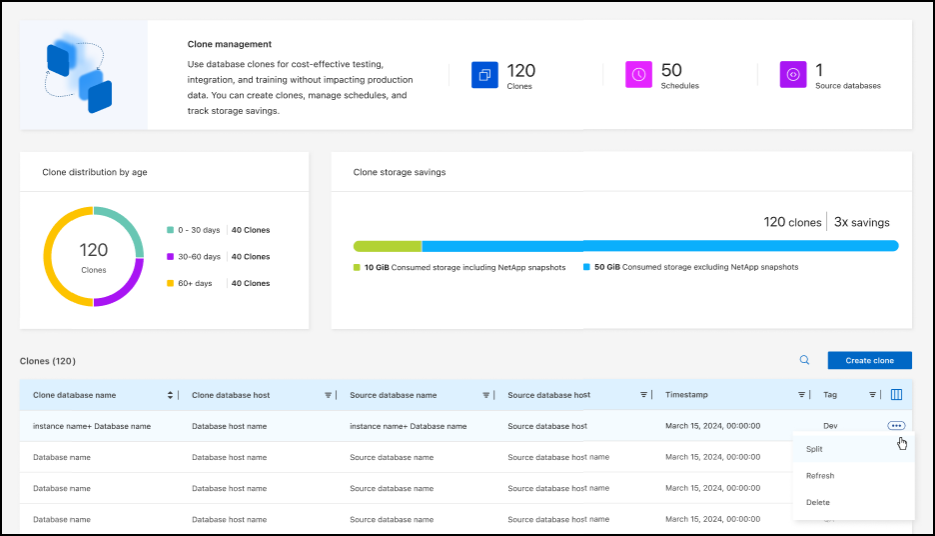 Clone management
Use database clones for cost-effective testing,
integration, and training without impacting production
data. You can create clones, manage schedules, and
track storage savings.
120
Clones
50
Schedules
1
Source databases
Clone distribution by age
120
Clones
0 - 30 days 40 Clones
30-60 days 40 Clones
60+ days 40 Clones
Clone storage savings
120 clones 3x savings
10 GiB Consumed storage including NetApp snapshots 50 GiB Consumed storage excluding NetApp snapshots
Clones (120)
Create clone
Clone database name Clone database host Source database name Source database host Timestamp Tag
instance name+ Database name Database host name instance name+ Database name Source database host March 15, 2024, 00:00:00 Dev
Database name Database host name Source database name Source database host name March 15, 2024, 00:00:00
Database name Database host name Source database name Source database host name March 15, 2024, 00:00:00
Database name Database host name Source database name Source database host name March 15, 2024, 00:00:00
Split
Refresh
Delete